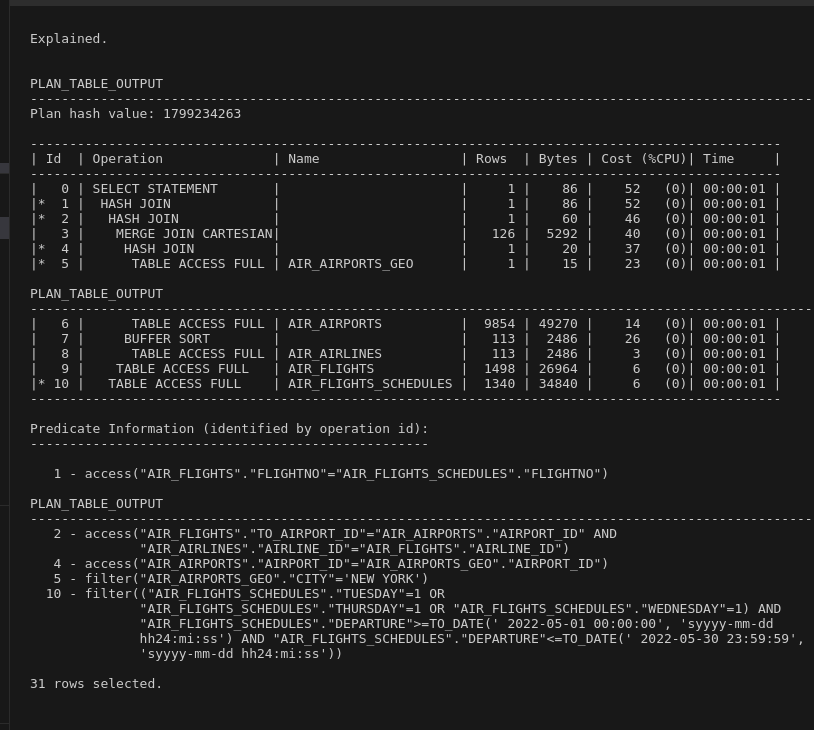 Explained.
PLAN_TABLE_OUTPUT
----------------------------------------------------------------------------------------------------
Plan hash value: 1799234263
------------------------------------------------------------------------------------------------
| Id  | Operation              | Name                  | Rows  | Bytes | Cost (%CPU)| Time     |
------------------------------------------------------------------------------------------------
|   0 | SELECT STATEMENT       |                       |     1 |    86 |    52   (0)| 00:00:01 |
|*  1 |  HASH JOIN             |                       |     1 |    86 |    52   (0)| 00:00:01 |
|*  2 |   HASH JOIN            |                       |     1 |    60 |    46   (0)| 00:00:01 |
|   3 |    MERGE JOIN CARTESIAN|                       |   126 |  5292 |    40   (0)| 00:00:01 |
|*  4 |     HASH JOIN          |                       |     1 |    20 |    37   (0)| 00:00:01 |
|*  5 |      TABLE ACCESS FULL | AIR_AIRPORTS_GEO      |     1 |    15 |    23   (0)| 00:00:01 |
PLAN_TABLE_OUTPUT
----------------------------------------------------------------------------------------------------
|   6 |      TABLE ACCESS FULL | AIR_AIRPORTS          |  9854 | 49270 |    14   (0)| 00:00:01 |
|   7 |     BUFFER SORT        |                       |   113 |  2486 |    26   (0)| 00:00:01 |
|   8 |      TABLE ACCESS FULL | AIR_AIRLINES          |   113 |  2486 |     3   (0)| 00:00:01 |
|   9 |    TABLE ACCESS FULL   | AIR_FLIGHTS           |  1498 | 26964 |     6   (0)| 00:00:01 |
|* 10 |   TABLE ACCESS FULL    | AIR_FLIGHTS_SCHEDULES |  1340 | 34840 |     6   (0)| 00:00:01 |
------------------------------------------------------------------------------------------------
Predicate Information (identified by operation id):
---------------------------------------------------
   1 - access("AIR_FLIGHTS"."FLIGHTNO"="AIR_FLIGHTS_SCHEDULES"."FLIGHTNO")
PLAN_TABLE_OUTPUT
----------------------------------------------------------------------------------------------------
   2 - access("AIR_FLIGHTS"."TO_AIRPORT_ID"="AIR_AIRPORTS"."AIRPORT_ID" AND
              "AIR_AIRLINES"."AIRLINE_ID"="AIR_FLIGHTS"."AIRLINE_ID")
   4 - access("AIR_AIRPORTS"."AIRPORT_ID"="AIR_AIRPORTS_GEO"."AIRPORT_ID")
   5 - filter("AIR_AIRPORTS_GEO"."CITY"='NEW YORK')
  10 - filter(("AIR_FLIGHTS_SCHEDULES"."TUESDAY"=1 OR
              "AIR_FLIGHTS_SCHEDULES"."THURSDAY"=1 OR "AIR_FLIGHTS_SCHEDULES"."WEDNESDAY"=1) AND
              "AIR_FLIGHTS_SCHEDULES"."DEPARTURE">=TO_DATE(' 2022-05-01 00:00:00', 'syyyy-mm-dd
              hh24:mi:ss') AND "AIR_FLIGHTS_SCHEDULES"."DEPARTURE"<=TO_DATE(' 2022-05-30 23:59:59',
              'syyyy-mm-dd hh24:mi:ss'))
31 rows selected.